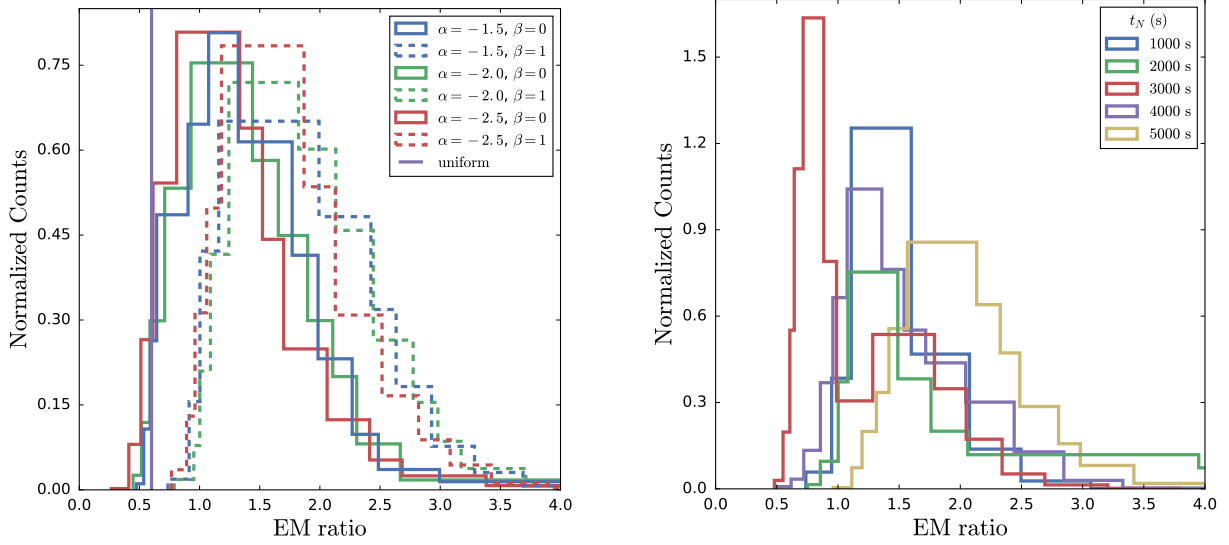 α = −1.5, β = 0
α = −1.5, β = 1
α = −2.0, β = 0
α = −2.0, β = 1
α = −2.5, β = 0
α = −2.5, β = 1
uniform
0.75
0.60
0.45
0.30
0.15
0.00
Normalized Counts
0.0 0.5 1.0 1.5 2.0 2.5 3.0 3.5 4.0
EM ratio
t_N (s)
1000 s
2000 s
3000 s
4000 s
5000 s
1.5
1.2
0.9
0.6
0.3
0.0
Normalized Counts
0.0 0.5 1.0 1.5 2.0 2.5 3.0 3.5 4.0
EM ratio